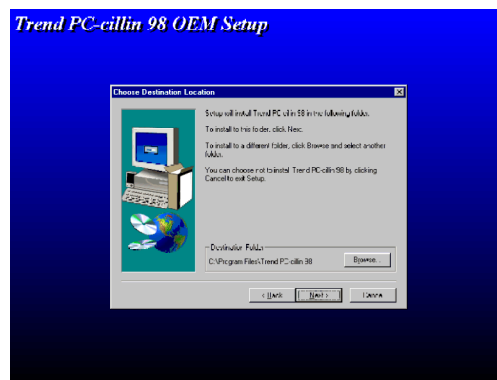 Trend PC-cillin 98 OEM Setup
Choose Destination Location
Setup will install Trend PC-cillin 98 in the following folder.
To install to this folder, click Next.
To install to a different folder, click Browse and select another
folder.
You can choose not to install Trend PC-cillin 98 by clicking
Cancel to exit Setup.
Destination Folder
C:\Program Files\Trend PC-cillin 98
Browse...
< Back
Next >
Cancel